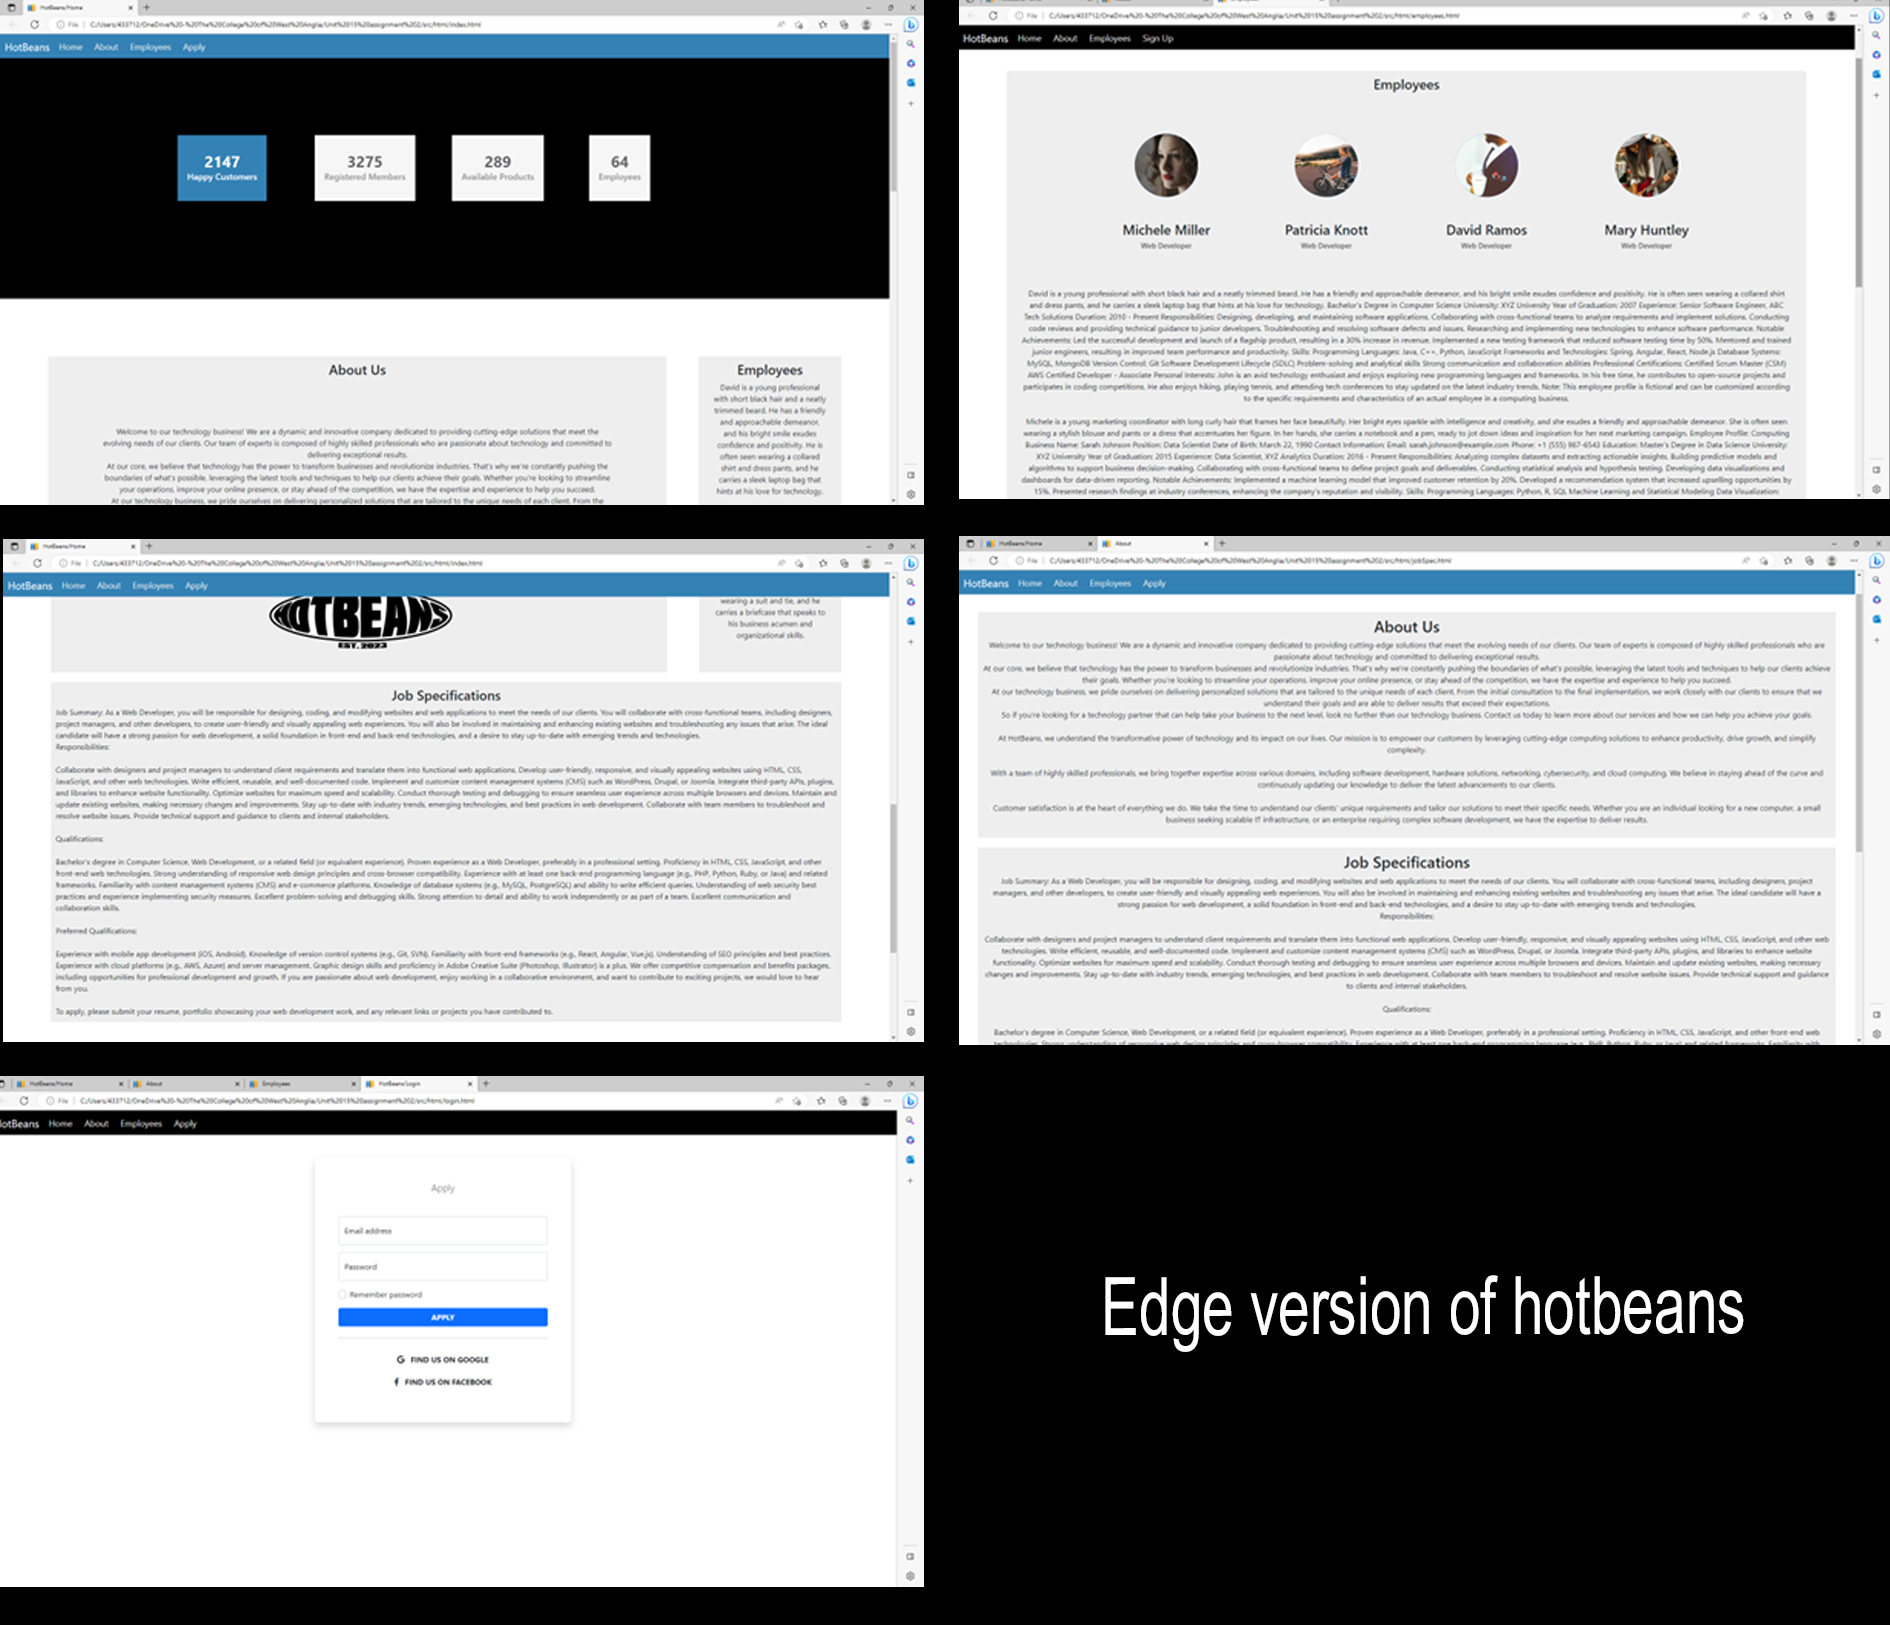 HotBeans/Home
File C:/Users/433712/OneDrive%20-%20The%20College%20of%20West%20Anglia/Unit%2015%20assignment%202/src/html/index.html
HotBeans Home About Employees Apply
2147
Happy Customers
3275
Registered Members
289
Available Products
64
Employees
About Us
Welcome to our technology business! We are a dynamic and innovative company dedicated to providing cutting-edge solutions that meet the
evolving needs of our clients. Our team of experts is composed of highly skilled professionals who are passionate about technology and committed to
delivering exceptional results.
At our core, we believe that technology has the power to transform businesses and revolutionize industries. That's why we're constantly pushing the
boundaries of what's possible, leveraging the latest tools and techniques to help our clients achieve their goals. Whether you're looking to streamline
your operations, improve your online presence, or stay ahead of the competition, we have the expertise and experience to help you succeed.
At our technology business, we pride ourselves on delivering personalized solutions that are tailored to the unique needs of each client. From the
Employees
David is a young professional
with short black hair and a neatly
trimmed beard. He has a friendly
and approachable demeanor,
and his bright smile exudes
confidence and positivity. He is
often seen wearing a collared
shirt and dress pants, and he
carries a sleek laptop bag that
hints at his love for technology.
File C:/Users/433712/OneDrive%20-%20The%20College%20of%20West%20Anglia/Unit%2015%20assignment%202/src/html/employees.html
HotBeans Home About Employees Sign Up
Employees
Michele Miller
Web Developer
Patricia Knott
Web Developer
David Ramos
Web Developer
Mary Huntley
Web Developer
David is a young professional with short black hair and a neatly trimmed beard. He has a friendly and approachable demeanor, and his bright smile exudes confidence and positivity. He is often seen wearing a collared shirt
and dress pants, and he carries a sleek laptop bag that hints at his love for technology. Bachelor's Degree in Computer Science University: XYZ University Year of Graduation: 2007 Experience: Senior Software Engineer, ABC
Tech Solutions Duration: 2010 - Present Responsibilities: Designing, developing, and maintaining software applications. Collaborating with cross-functional teams to analyze requirements and implement solutions. Conducting
code reviews and providing technical guidance to junior developers. Troubleshooting and resolving software defects and issues. Researching and implementing new technologies to enhance software performance. Notable
Achievements: Led the successful development and launch of a flagship product, resulting in a 30% increase in revenue. Implemented a new testing framework that reduced software testing time by 50%. Mentored and trained
junior engineers, resulting in improved team performance and productivity. Skills: Programming Languages: Java, C++, Python, JavaScript Frameworks and Technologies: Spring, Angular, React, Node.js Database Systems:
MySQL, MongoDB Version Control: Git Software Development Lifecycle (SDLC) Problem-solving and analytical skills Strong communication and collaboration abilities Professional Certifications: Certified Scrum Master (CSM)
AWS Certified Developer - Associate Personal Interests: John is an avid technology enthusiast and enjoys exploring new programming languages and frameworks. In his free time, he contributes to open-source projects and
participates in coding competitions. He also enjoys hiking, playing tennis, and attending tech conferences to stay updated on the latest industry trends. Note: This employee profile is fictional and can be customized according
to the specific requirements and characteristics of an actual employee in a computing business.
Michele is a young marketing coordinator with long curly hair that frames her face beautifully. Her bright eyes sparkle with intelligence and creativity, and she exudes a friendly and approachable demeanor. She is often seen
wearing a stylish blouse and pants or a dress that accentuates her figure. In her hands, she carries a notebook and a pen, ready to jot down ideas and inspiration for her next marketing campaign. Employee Profile: Computing
Business Name: Sarah Johnson Position: Data Scientist Date of Birth: March 22, 1990 Contact Information: Email: sarah.johnson@example.com Phone: +1 (555) 987-6543 Education: Master's Degree in Data Science University:
XYZ University Year of Graduation: 2015 Experience: Data Scientist, XYZ Analytics Duration: 2016 - Present Responsibilities: Analyzing complex datasets and extracting actionable insights. Building predictive models and
algorithms to support business decision-making. Collaborating with cross-functional teams to define project goals and deliverables. Conducting statistical analysis and hypothesis testing. Developing data visualizations and
dashboards for data-driven reporting. Notable Achievements: Implemented a machine learning model that improved customer retention by 20%. Developed a recommendation system that increased upselling opportunities by
15%. Presented research findings at industry conferences, enhancing the company's reputation and visibility. Skills: Programming Languages: Python, R, SQL Machine Learning and Statistical Modeling Data Visualization:
HotBeans/Home
File C:/Users/433712/OneDrive%20-%20The%20College%20of%20West%20Anglia/Unit%2015%20assignment%202/src/html/index.html
HotBeans Home About Employees Apply
HOTBEANS
EST.2023
wearing a suit and tie, and he
carries a briefcase that speaks to
his business acumen and
organizational skills.
Job Specifications
Job Summary: As a Web Developer, you will be responsible for designing, coding, and modifying websites and web applications to meet the needs of our clients. You will collaborate with cross-functional teams, including designers,
project managers, and other developers, to create user-friendly and visually appealing web experiences. You will also be involved in maintaining and enhancing existing websites and troubleshooting any issues that arise. The ideal
candidate will have a strong passion for web development, a solid foundation in front-end and back-end technologies, and a desire to stay up-to-date with emerging trends and technologies.
Responsibilities:
Collaborate with designers and project managers to understand client requirements and translate them into functional web applications. Develop user-friendly, responsive, and visually appealing websites using HTML, CSS,
JavaScript, and other web technologies. Write efficient, reusable, and well-documented code. Implement and customize content management systems (CMS) such as WordPress, Drupal, or Joomla. Integrate third-party APIs, plugins,
and libraries to enhance website functionality. Optimize websites for maximum speed and scalability. Conduct thorough testing and debugging to ensure seamless user experience across multiple browsers and devices. Maintain and
update existing websites, making necessary changes and improvements. Stay up-to-date with industry trends, emerging technologies, and best practices in web development. Collaborate with team members to troubleshoot and
resolve website issues. Provide technical support and guidance to clients and internal stakeholders.
Qualifications:
Bachelor's degree in Computer Science, Web Development, or a related field (or equivalent experience). Proven experience as a Web Developer, preferably in a professional setting. Proficiency in HTML, CSS, JavaScript, and other
front-end web technologies. Strong understanding of responsive web design principles and cross-browser compatibility. Experience with at least one back-end programming language (e.g., PHP, Python, Ruby, or Java) and related
frameworks. Familiarity with content management systems (CMS) and e-commerce platforms. Knowledge of database systems (e.g., MySQL, PostgreSQL) and ability to write efficient queries. Understanding of web security best
practices and experience implementing security measures. Excellent problem-solving and debugging skills. Strong attention to detail and ability to work independently or as part of a team. Excellent communication and
collaboration skills.
Preferred Qualifications:
Experience with mobile app development (iOS, Android). Knowledge of version control systems (e.g., Git, SVN). Familiarity with front-end frameworks (e.g., React, Angular, Vue.js). Understanding of SEO principles and best practices.
Experience with cloud platforms (e.g., AWS, Azure) and server management. Graphic design skills and proficiency in Adobe Creative Suite (Photoshop, Illustrator) is a plus. We offer competitive compensation and benefits packages,
including opportunities for professional development and growth. If you are passionate about web development, enjoy working in a collaborative environment, and want to contribute to exciting projects, we would love to hear
from you.
To apply, please submit your resume, portfolio showcasing your web development work, and any relevant links or projects you have contributed to.
HotBeans/Home About
File C:/Users/433712/OneDrive%20-%20The%20College%20of%20West%20Anglia/Unit%2015%20assignment%202/src/html/jobSpec.html
HotBeans Home About Employees Apply
About Us
Welcome to our technology business! We are a dynamic and innovative company dedicated to providing cutting-edge solutions that meet the evolving needs of our clients. Our team of experts is composed of highly skilled professionals who are
passionate about technology and committed to delivering exceptional results.
At our core, we believe that technology has the power to transform businesses and revolutionize industries. That's why we're constantly pushing the boundaries of what's possible, leveraging the latest tools and techniques to help our clients achieve
their goals. Whether you're looking to streamline your operations, improve your online presence, or stay ahead of the competition, we have the expertise and experience to help you succeed.
At our technology business, we pride ourselves on delivering personalized solutions that are tailored to the unique needs of each client. From the initial consultation to the final implementation, we work closely with our clients to ensure that we
understand their goals and are able to deliver results that exceed their expectations.
So if you're looking for a technology partner that can help take your business to the next level, look no further than our technology business. Contact us today to learn more about our services and how we can help you achieve your goals.
At HotBeans, we understand the transformative power of technology and its impact on our lives. Our mission is to empower our customers by leveraging cutting-edge computing solutions to enhance productivity, drive growth, and simplify
complexity.
With a team of highly skilled professionals, we bring together expertise across various domains, including software development, hardware solutions, networking, cybersecurity, and cloud computing. We believe in staying ahead of the curve and
continuously updating our knowledge to deliver the latest advancements to our clients.
Customer satisfaction is at the heart of everything we do. We take the time to understand our clients' unique requirements and tailor our solutions to meet their specific needs. Whether you are an individual looking for a new computer, a small
business seeking scalable IT infrastructure, or an enterprise requiring complex software development, we have the expertise to deliver results.
Job Specifications
Job Summary: As a Web Developer, you will be responsible for designing, coding, and modifying websites and web applications to meet the needs of our clients. You will collaborate with cross-functional teams, including designers, project
managers, and other developers, to create user-friendly and visually appealing web experiences. You will also be involved in maintaining and enhancing existing websites and troubleshooting any issues that arise. The ideal candidate will have a
strong passion for web development, a solid foundation in front-end and back-end technologies, and a desire to stay up-to-date with emerging trends and technologies.
Responsibilities:
Collaborate with designers and project managers to understand client requirements and translate them into functional web applications. Develop user-friendly, responsive, and visually appealing websites using HTML, CSS, JavaScript, and other web
technologies. Write efficient, reusable, and well-documented code. Implement and customize content management systems (CMS) such as WordPress, Drupal, or Joomla. Integrate third-party APIs, plugins, and libraries to enhance website
functionality. Optimize websites for maximum speed and scalability. Conduct thorough testing and debugging to ensure seamless user experience across multiple browsers and devices. Maintain and update existing websites, making necessary
changes and improvements. Stay up-to-date with industry trends, emerging technologies, and best practices in web development. Collaborate with team members to troubleshoot and resolve website issues. Provide technical support and guidance
to clients and internal stakeholders.
Qualifications:
Bachelor's degree in Computer Science, Web Development, or a related field (or equivalent experience). Proven experience as a Web Developer, preferably in a professional setting. Proficiency in HTML, CSS, JavaScript, and other front-end web
HotBeans/Home About Employees HotBeans/Login
File C:/Users/433712/OneDrive%20-%20The%20College%20of%20West%20Anglia/Unit%2015%20assignment%202/src/html/login.html
otBeans Home About Employees Apply
Apply
Email address
Password
Remember password
APPLY
FIND US ON GOOGLE
FIND US ON FACEBOOK
Edge version of hotbeans